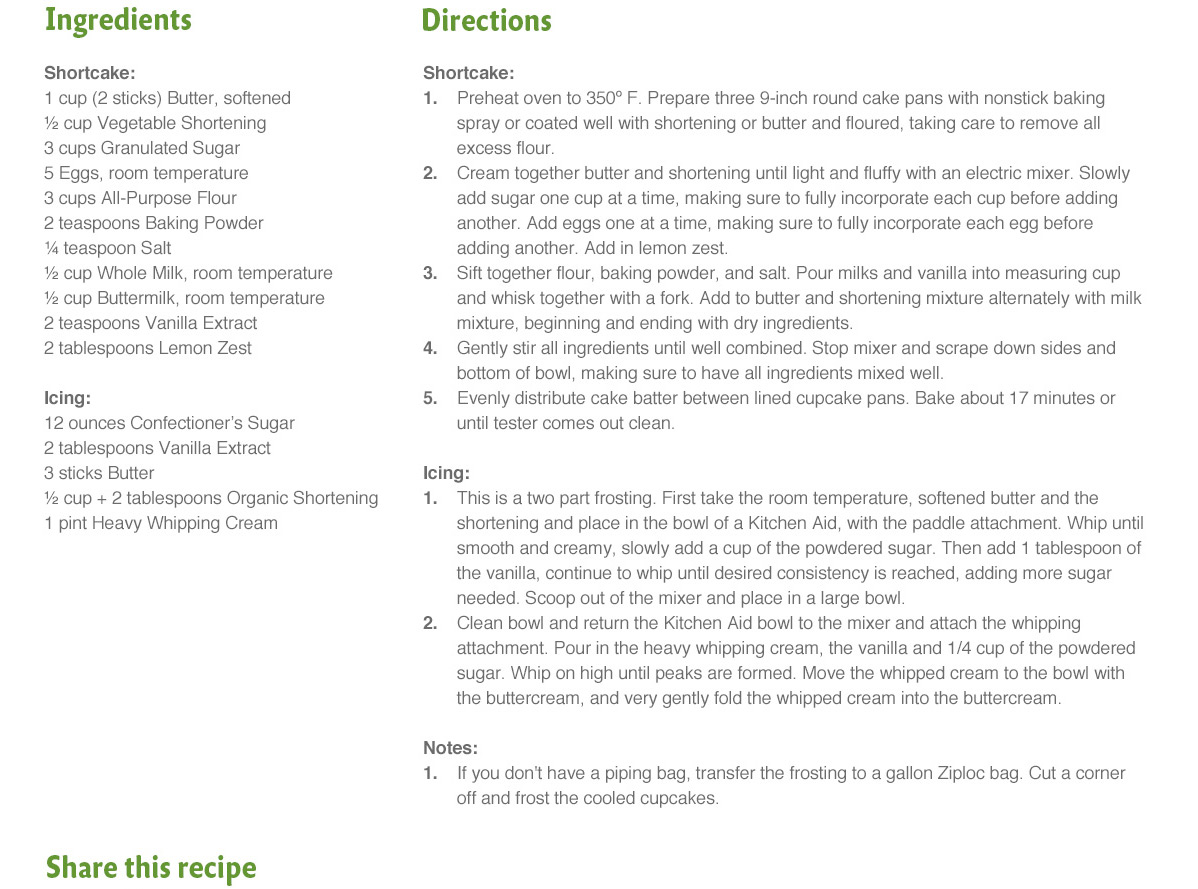 Ingredients
Shortcake:
1 cup (2 sticks) Butter, softened
½ cup Vegetable Shortening
3 cups Granulated Sugar
5 Eggs, room temperature
3 cups All-Purpose Flour
2 teaspoons Baking Powder
¼ teaspoon Salt
½ cup Whole Milk, room temperature
½ cup Buttermilk, room temperature
2 teaspoons Vanilla Extract
2 tablespoons Lemon Zest
Icing:
12 ounces Confectioner’s Sugar
2 tablespoons Vanilla Extract
3 sticks Butter
½ cup + 2 tablespoons Organic Shortening
1 pint Heavy Whipping Cream
Directions
Shortcake:
1. Preheat oven to 350º F. Prepare three 9-inch round cake pans with nonstick baking
spray or coated well with shortening or butter and floured, taking care to remove all
excess flour.
2. Cream together butter and shortening until light and fluffy with an electric mixer. Slowly
add sugar one cup at a time, making sure to fully incorporate each cup before adding
another. Add eggs one at a time, making sure to fully incorporate each egg before
adding another. Add in lemon zest.
3. Sift together flour, baking powder, and salt. Pour milks and vanilla into measuring cup
and whisk together with a fork. Add to butter and shortening mixture alternately with milk
mixture, beginning and ending with dry ingredients.
4. Gently stir all ingredients until well combined. Stop mixer and scrape down sides and
bottom of bowl, making sure to have all ingredients mixed well.
5. Evenly distribute cake batter between lined cupcake pans. Bake about 17 minutes or
until tester comes out clean.
Icing:
1. This is a two part frosting. First take the room temperature, softened butter and the
shortening and place in the bowl of a Kitchen Aid, with the paddle attachment. Whip until
smooth and creamy, slowly add a cup of the powdered sugar. Then add 1 tablespoon of
the vanilla, continue to whip until desired consistency is reached, adding more sugar
needed. Scoop out of the mixer and place in a large bowl.
2. Clean bowl and return the Kitchen Aid bowl to the mixer and attach the whipping
attachment. Pour in the heavy whipping cream, the vanilla and 1/4 cup of the powdered
sugar. Whip on high until peaks are formed. Move the whipped cream to the bowl with
the buttercream, and very gently fold the whipped cream into the buttercream.
Notes:
1. If you don’t have a piping bag, transfer the frosting to a gallon Ziploc bag. Cut a corner
off and frost the cooled cupcakes.
Share this recipe